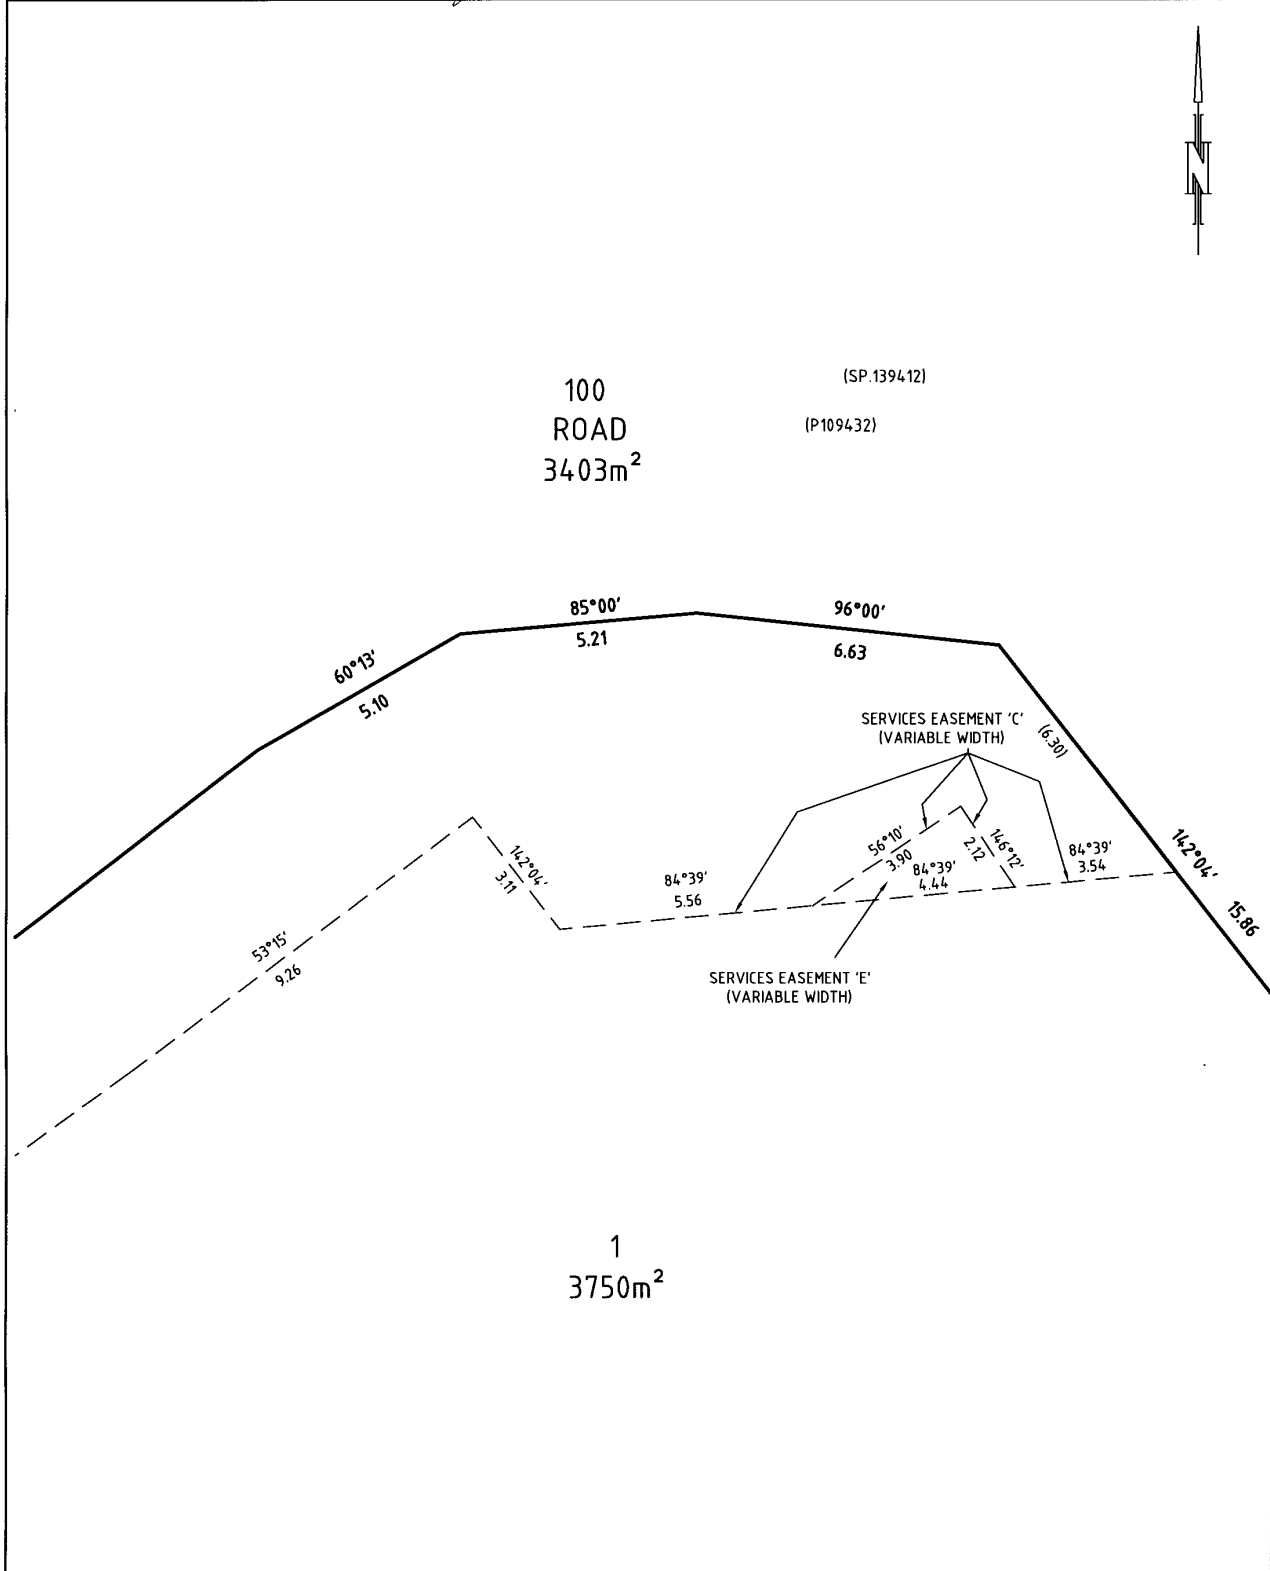 N
(SP.139412)
100
ROAD
3403m²
(P109432)
85°00'
5.21
96°00'
6.63
60°13'
5.10
SERVICES EASEMENT 'C'
(VARIABLE WIDTH)
(6.30)
56°10'
3.90
146°12'
2.12
142°04'
3.11
84°39'
5.56
84°39'
4.44
84°39'
3.54
142°04'
15.86
53°15'
9.26
SERVICES EASEMENT 'E'
(VARIABLE WIDTH)
1
3750m²